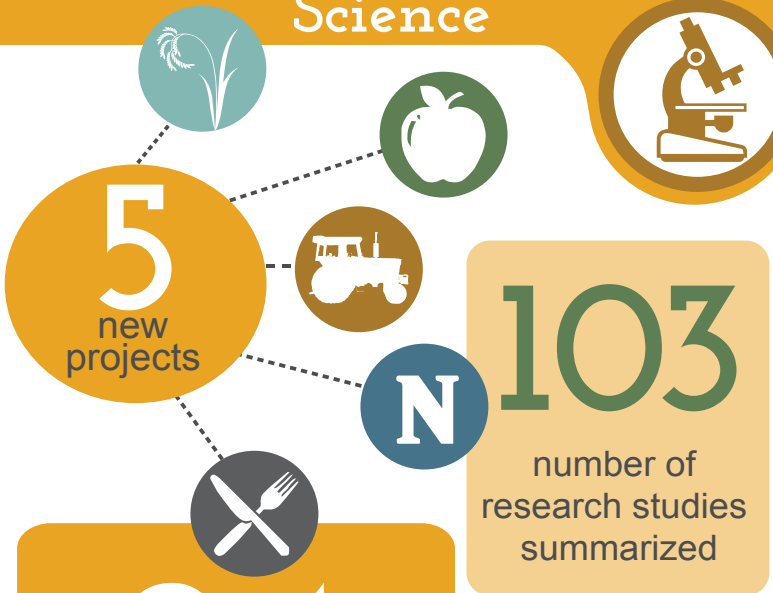 Science
5
new
projects
N
103
number of
research studies
summarized